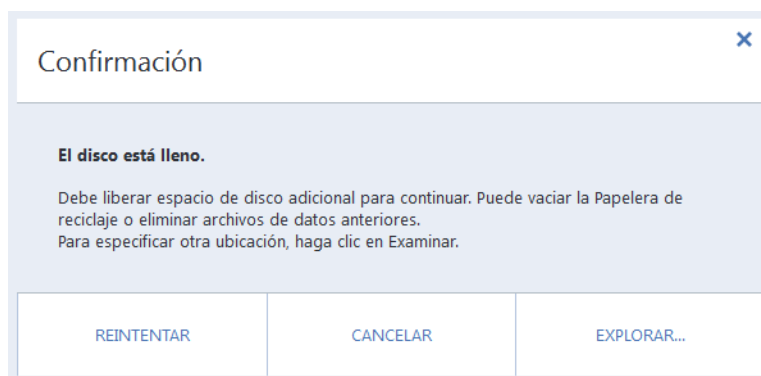 Confirmación
El disco está lleno.
Debe liberar espacio de disco adicional para continuar. Puede vaciar la Papelera de
reciclaje o eliminar archivos de datos anteriores.
Para especificar otra ubicación, haga clic en Examinar.
REINTENTAR
CANCELAR
EXPLORAR...